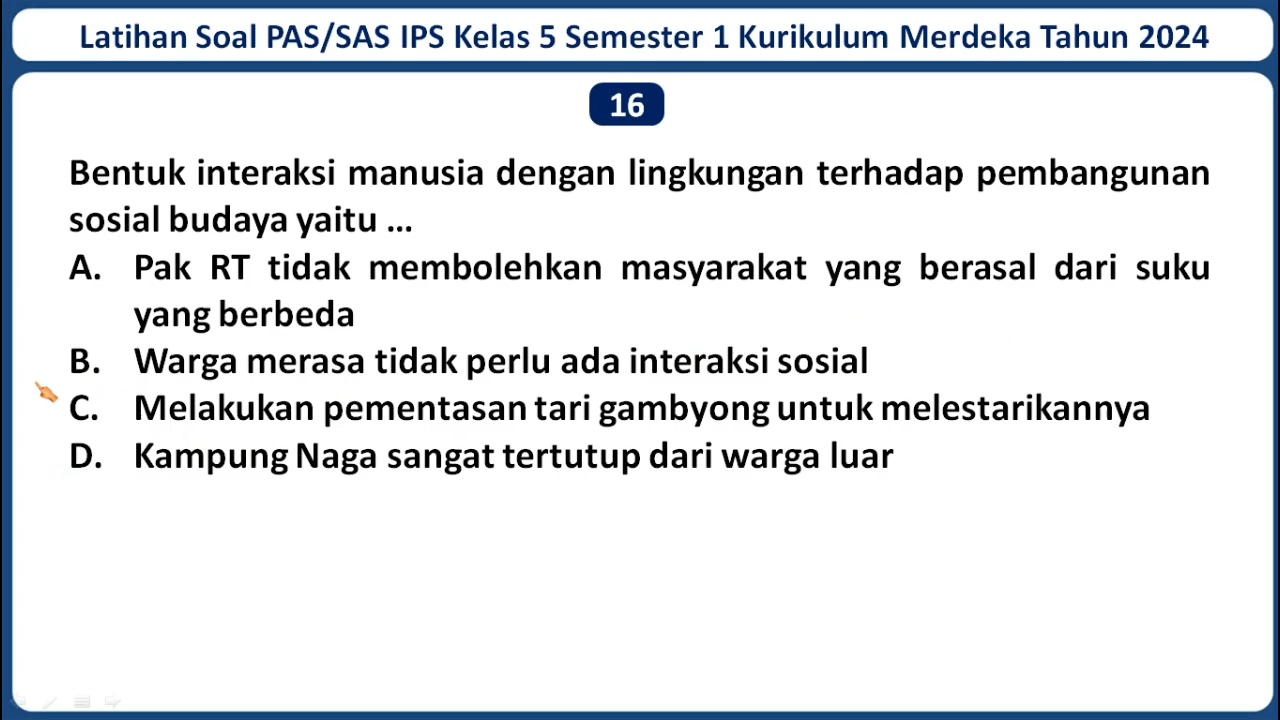 Latihan Soal PAS/SAS IPS Kelas 5 Semester 1 Kurikulum Merdeka Tahun 2024
16
Bentuk interaksi manusia dengan lingkungan terhadap pembangunan
sosial budaya yaitu ...
A. Pak RT tidak membolehkan masyarakat yang berasal dari suku
yang berbeda
B. Warga merasa tidak perlu ada interaksi sosial
C. Melakukan pementasan tari gambyong untuk melestarikannya
D. Kampung Naga sangat tertutup dari warga luar